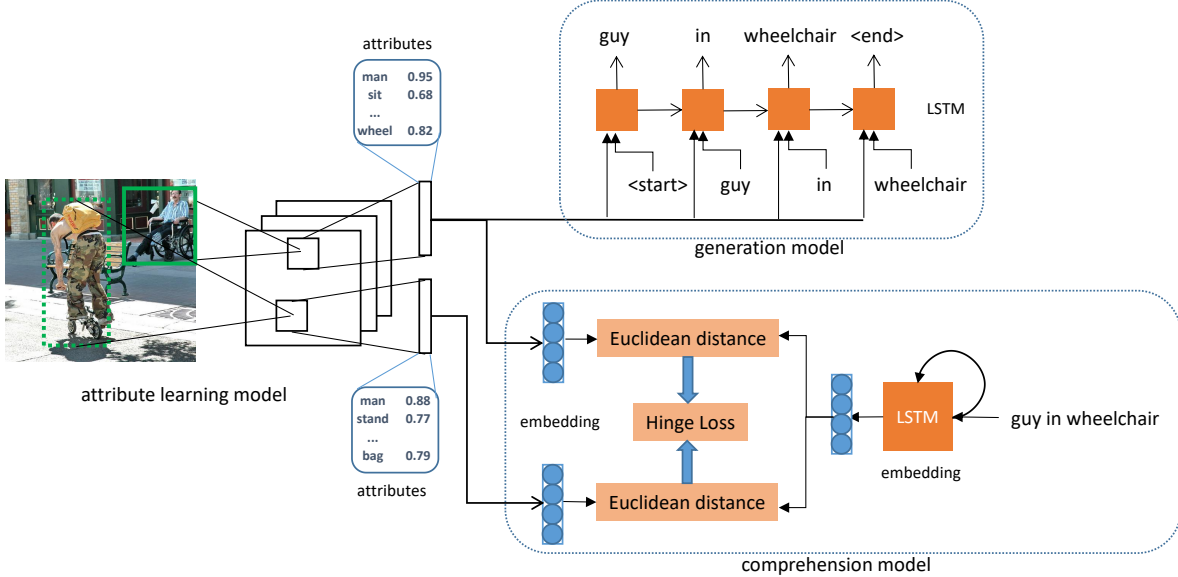 attributes
man 0.95
sit 0.68
...
wheel 0.82
guy in wheelchair <end>
LSTM
<start> guy in wheelchair
generation model
attribute learning model
man 0.88
stand 0.77
...
bag 0.79
attributes
Euclidean distance
embedding
Hinge Loss
Euclidean distance
LSTM
guy in wheelchair
embedding
comprehension model